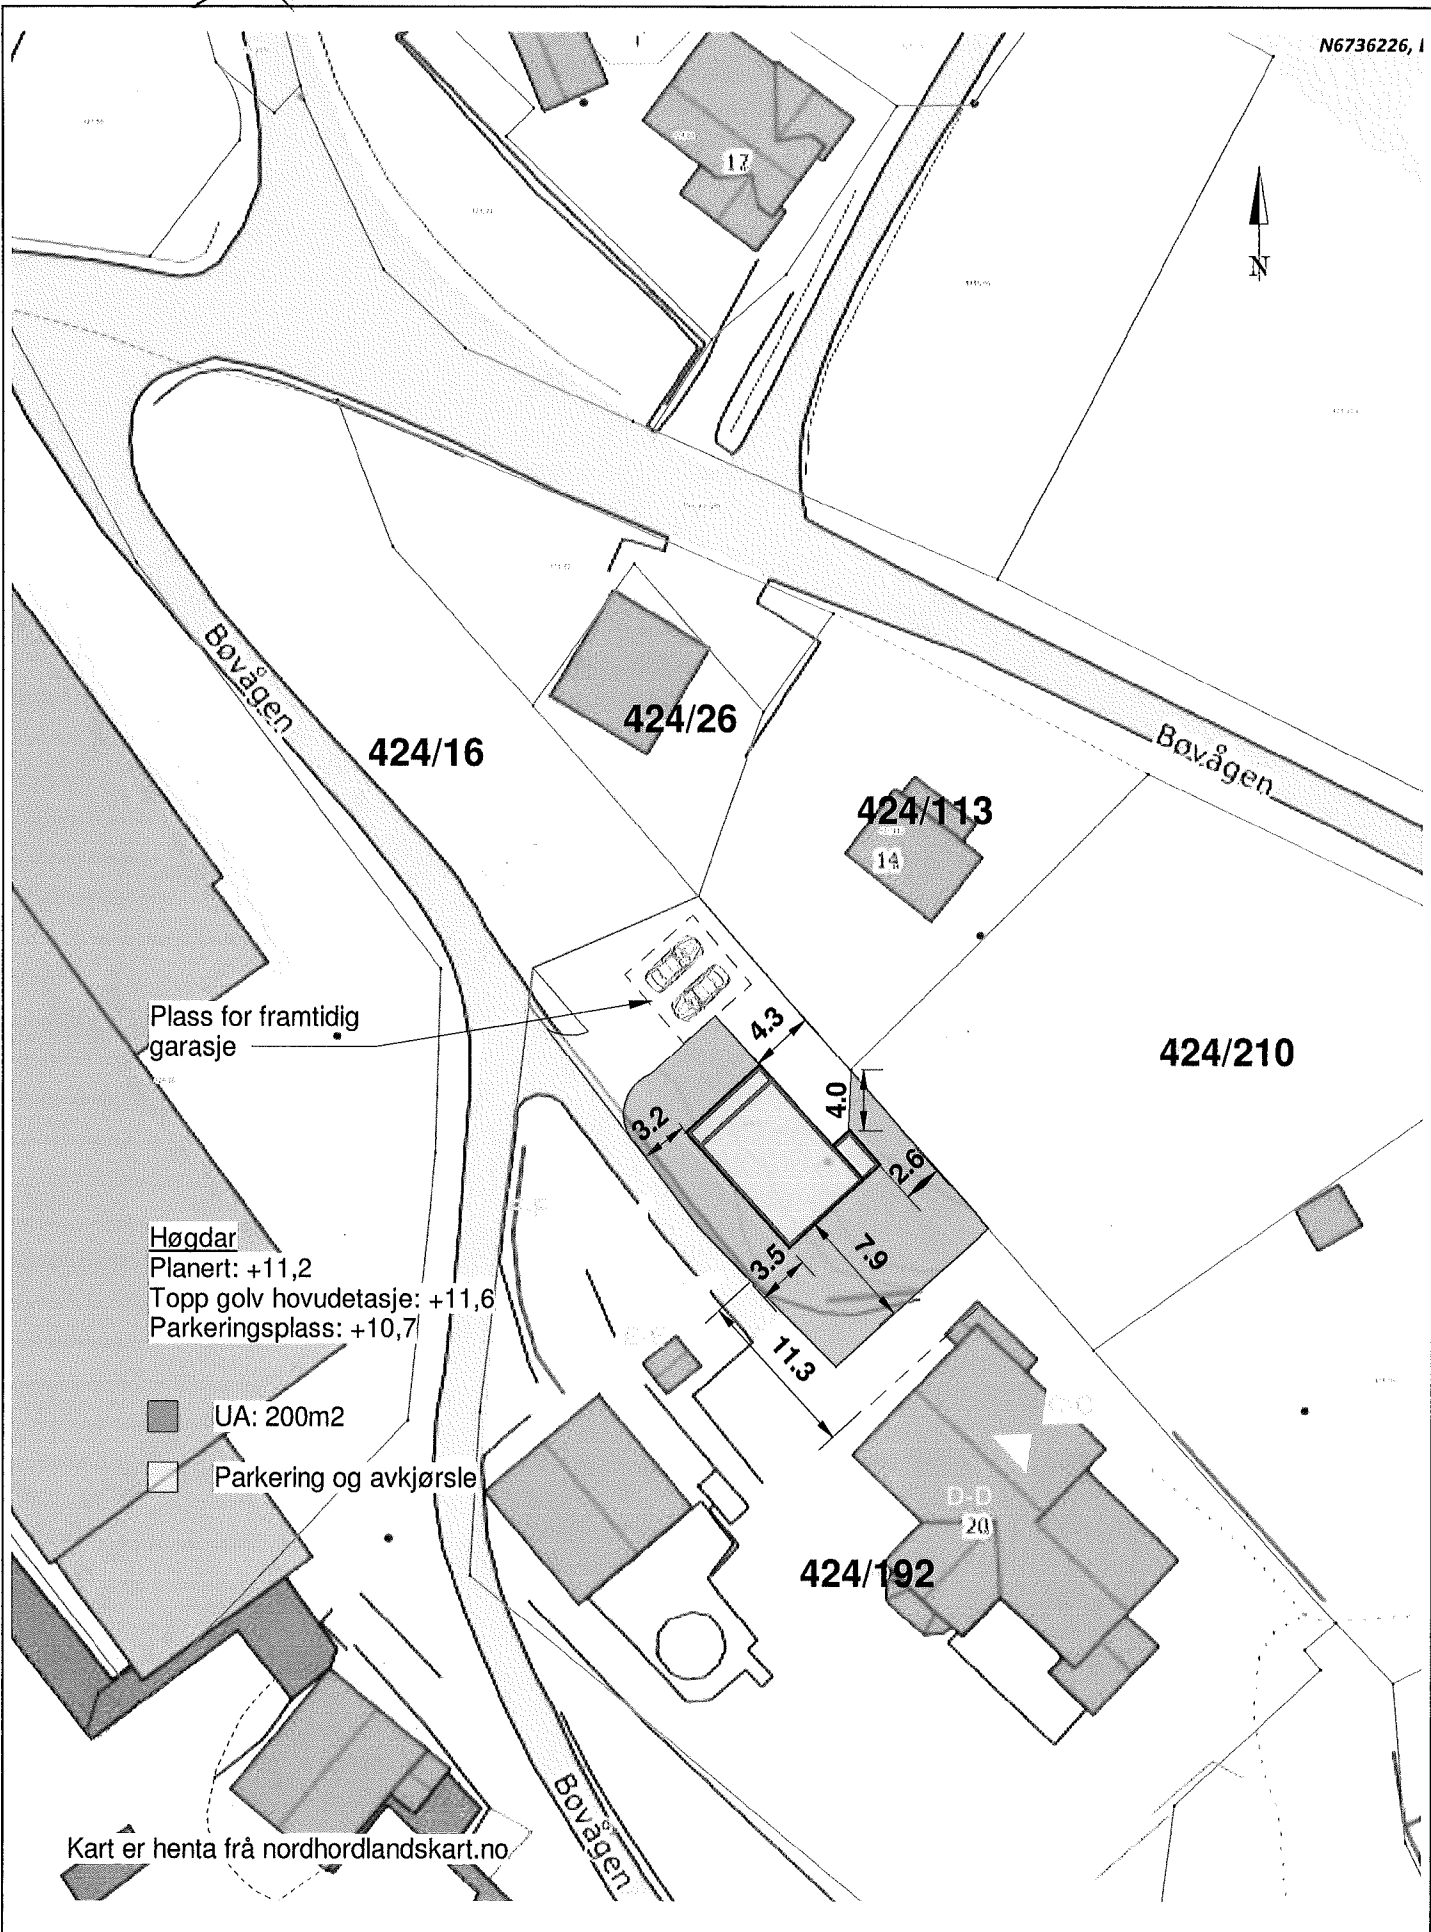 N6736226,
17
N
Bøvågen
424/26
424/16
Bøvågen
424/113
14
Plass for framtidig
garasje
4.3
424/210
4.0
3.2
2.6
Høgdar
Planert: +11,2
Topp golv hovudetasje: +11,6
Parkeringsplass: +10,7
3.5
7.9
11.3
UA: 200m2
C-C
Parkering og avkjørsle
D-D
20
424/192
Bøvågen
Kart er henta frå nordhordlandskart.no